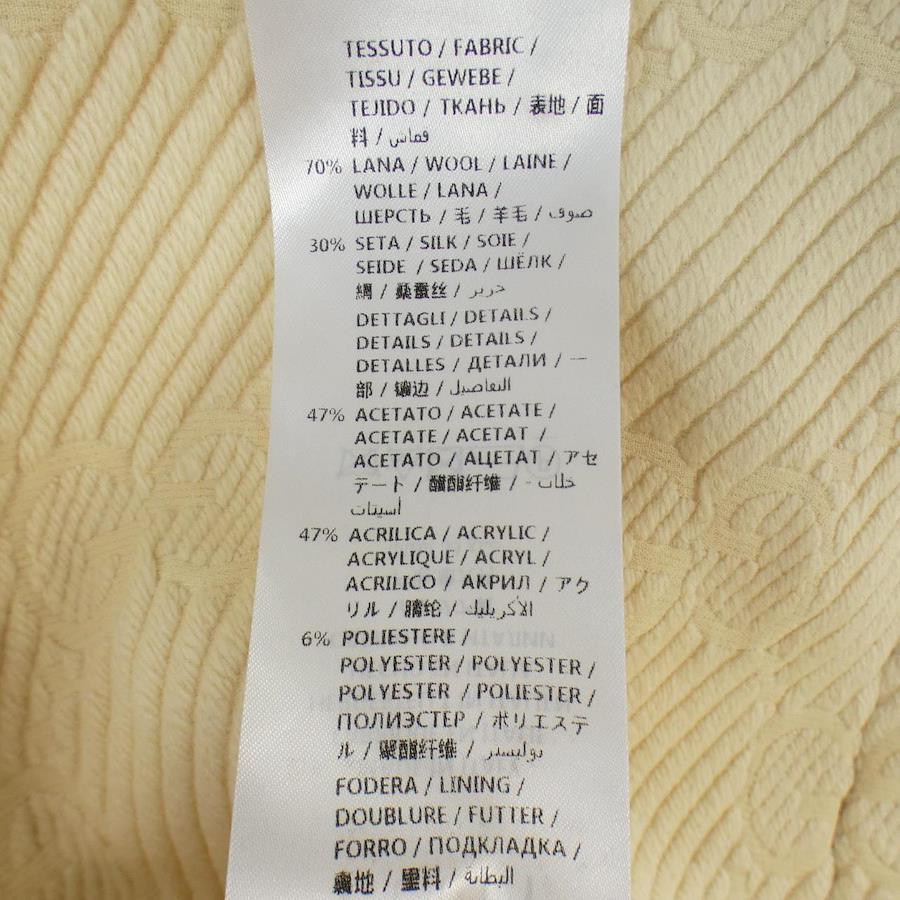 TESSUTO / FABRIC /
TISSU / GEWEBE /
TEJIDO / ТКАНЬ / 表地 / 面
料 / قماش
70% LANA / WOOL / LAINE /
WOLLE / LANA /
ШЕРСТЬ / 毛 / 羊毛 / صوف
30% SETA / SILK / SOIE /
SEIDE / SEDA / ШЁЛК /
絹 / 桑蚕丝 / حرير
DETTAGLI / DETAILS /
DETAILS / DETAILS /
DETALLES / ДЕТАЛИ / 一
部 / 镶边 / التفاصيل
47% ACETATO / ACETATE /
ACETATE / ACETAT /
ACETATO / АЦЕТАТ / アセ
テート / 醋酯纤维 / خلات -
أسيتات
47% ACRILICA / ACRYLIC /
ACRYLIQUE / ACRYL /
ACRILICO / АКРИЛ / アク
リル / 腈纶 / الأكريليك
6% POLIESTERE /
POLYESTER / POLYESTER /
POLYESTER / POLIESTER /
ПОЛИЭСТЕР / ポリエステ
ル / 聚酯纤维 / بوليستر
FODERA / LINING /
DOUBLURE / FUTTER /
FORRO / ПОДКЛАДКА /
裏地 / 里料 / البطانة